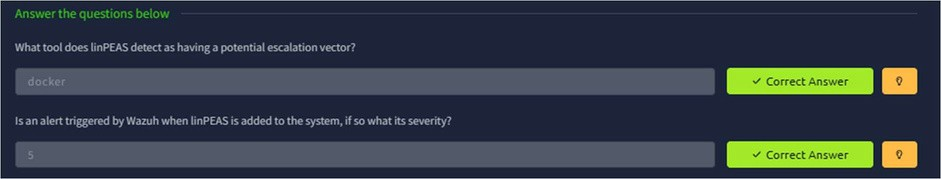 Answer the questions below
What tool does linPEAS detect as having a potential escalation vector?
docker
✓ Correct Answer
Is an alert triggered by Wazuh when linPEAS is added to the system, if so what its severity?
5
✓ Correct Answer